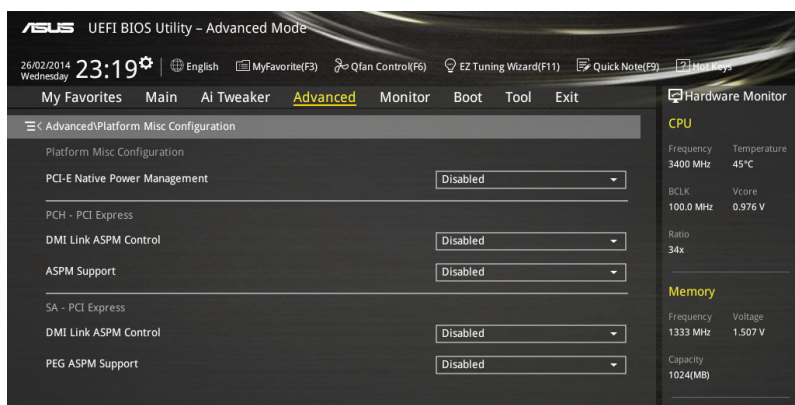 ASUS UEFI BIOS Utility – Advanced Mode
26/02/2014
Wednesday
23:19
English
MyFavorite(F3)
Qfan Control(F6)
EZ Tuning Wizard(F11)
Quick Note(F9)
Hot Keys
My Favorites Main Ai Tweaker Advanced Monitor Boot Tool Exit
Advanced\Platform Misc Configuration
Platform Misc Configuration
PCI-E Native Power Management Disabled
PCH - PCI Express
DMI Link ASPM Control Disabled
ASPM Support Disabled
SA - PCI Express
DMI Link ASPM Control Disabled
PEG ASPM Support Disabled
Hardware Monitor
CPU
Frequency Temperature
3400 MHz 45°C
BCLK Vcore
100.0 MHz 0.976 V
Ratio
34x
Memory
Frequency Voltage
1333 MHz 1.507 V
Capacity
1024(MB)